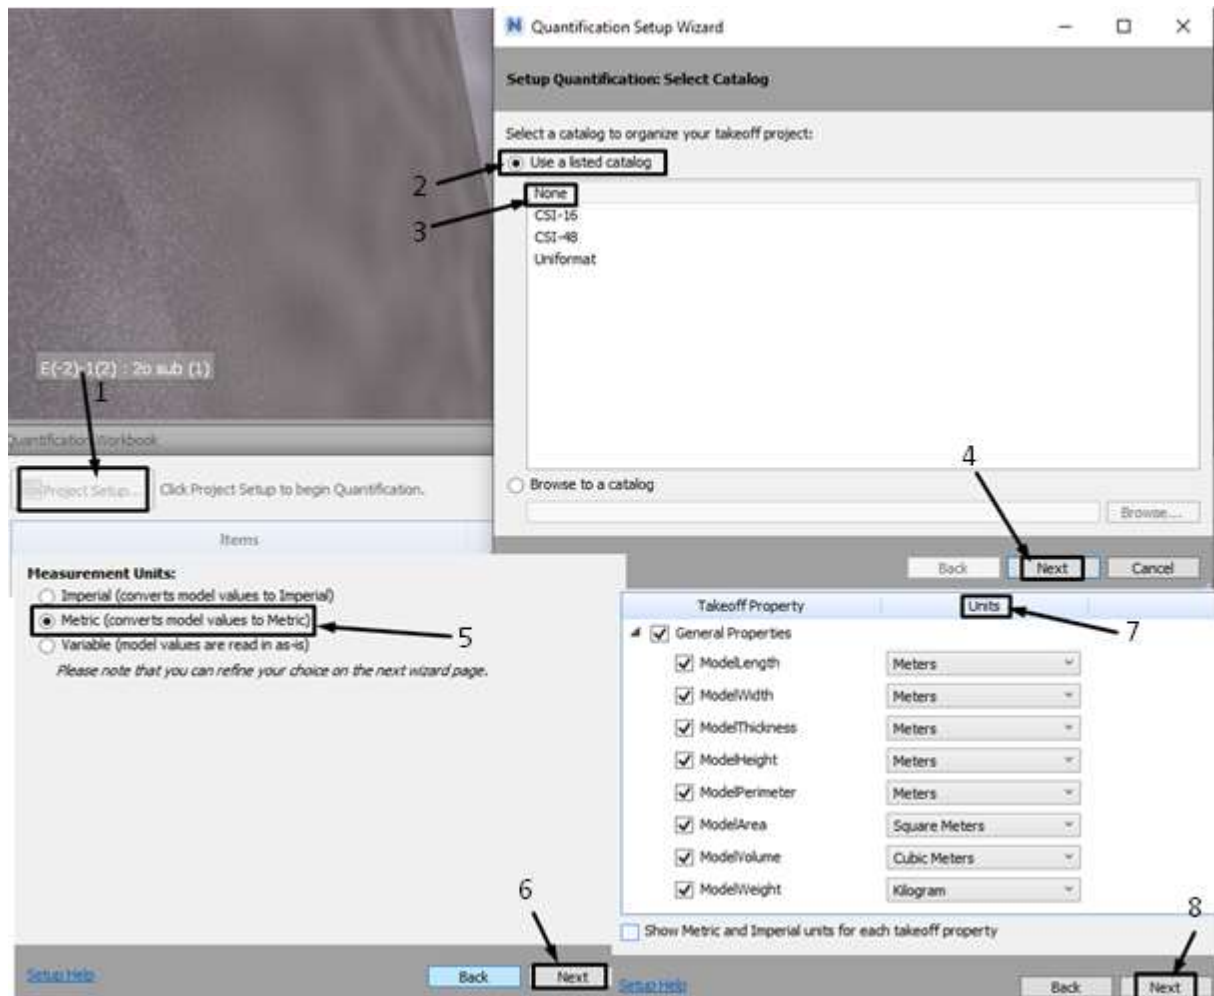 E(-2)-1(2) : 2o sub (1)
1
Quantification Workbook
Project Setup... Click Project Setup to begin Quantification.
Items
Quantification Setup Wizard
Setup Quantification: Select Catalog
Select a catalog to organize your takeoff project:
2
Use a listed catalog
3
None
CSI-16
CSI-48
Uniformat
4
Browse to a catalog
Browse...
Back Next Cancel
Measurement Units:
Imperial (converts model values to Imperial)
Metric (converts model values to Metric)
5
Variable (model values are read in as-is)
Please note that you can refine your choice on the next wizard page.
6
Setup Help Back Next
Takeoff Property Units
7
General Properties
ModelLength Meters
ModelWidth Meters
ModelThickness Meters
ModelHeight Meters
ModelPerimeter Meters
ModelArea Square Meters
ModelVolume Cubic Meters
ModelWeight Kilogram
8
Show Metric and Imperial units for each takeoff property
Setup Help Back Next